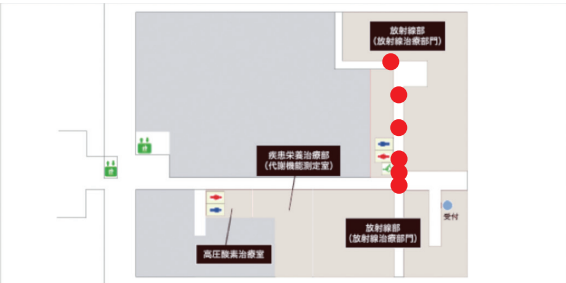 放射線部
(放射線治療部門)
疾患栄養治療部
(代謝機能測定室)
受付
放射線部
(放射線治療部門)
高圧酸素治療室